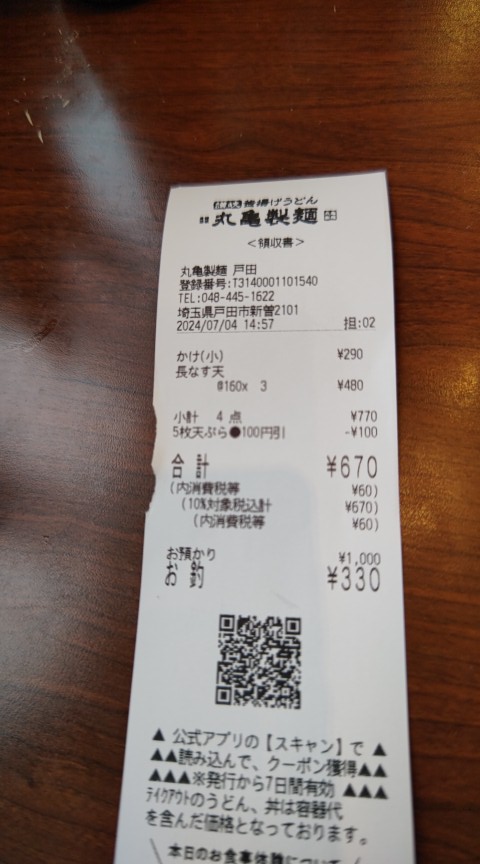 釜揚げうどん
丸亀製麺
<領収書>
丸亀製麺 戸田
登録番号:T3140001101540
TEL:048-445-1622
埼玉県戸田市新曽2101
2024/07/04 14:57 担:02
かけ(小) ¥290
長なす天
@160x 3 ¥480
小計 4 点 ¥770
5枚天ぷら●100円引 -¥100
合 計 ¥670
(内消費税等 ¥60)
(10%対象税込計 ¥670)
(内消費税等 ¥60)
お預かり ¥1,000
お 釣 ¥330
▲ 公式アプリの【スキャン】で ▲
▲▲読み込んで、クーポン獲得▲▲
▲▲▲※発行から7日間有効 ▲▲▲
テイクアウトのうどん、丼は容器代
を含んだ価格となっております。
\ 本日のお食事体験について /